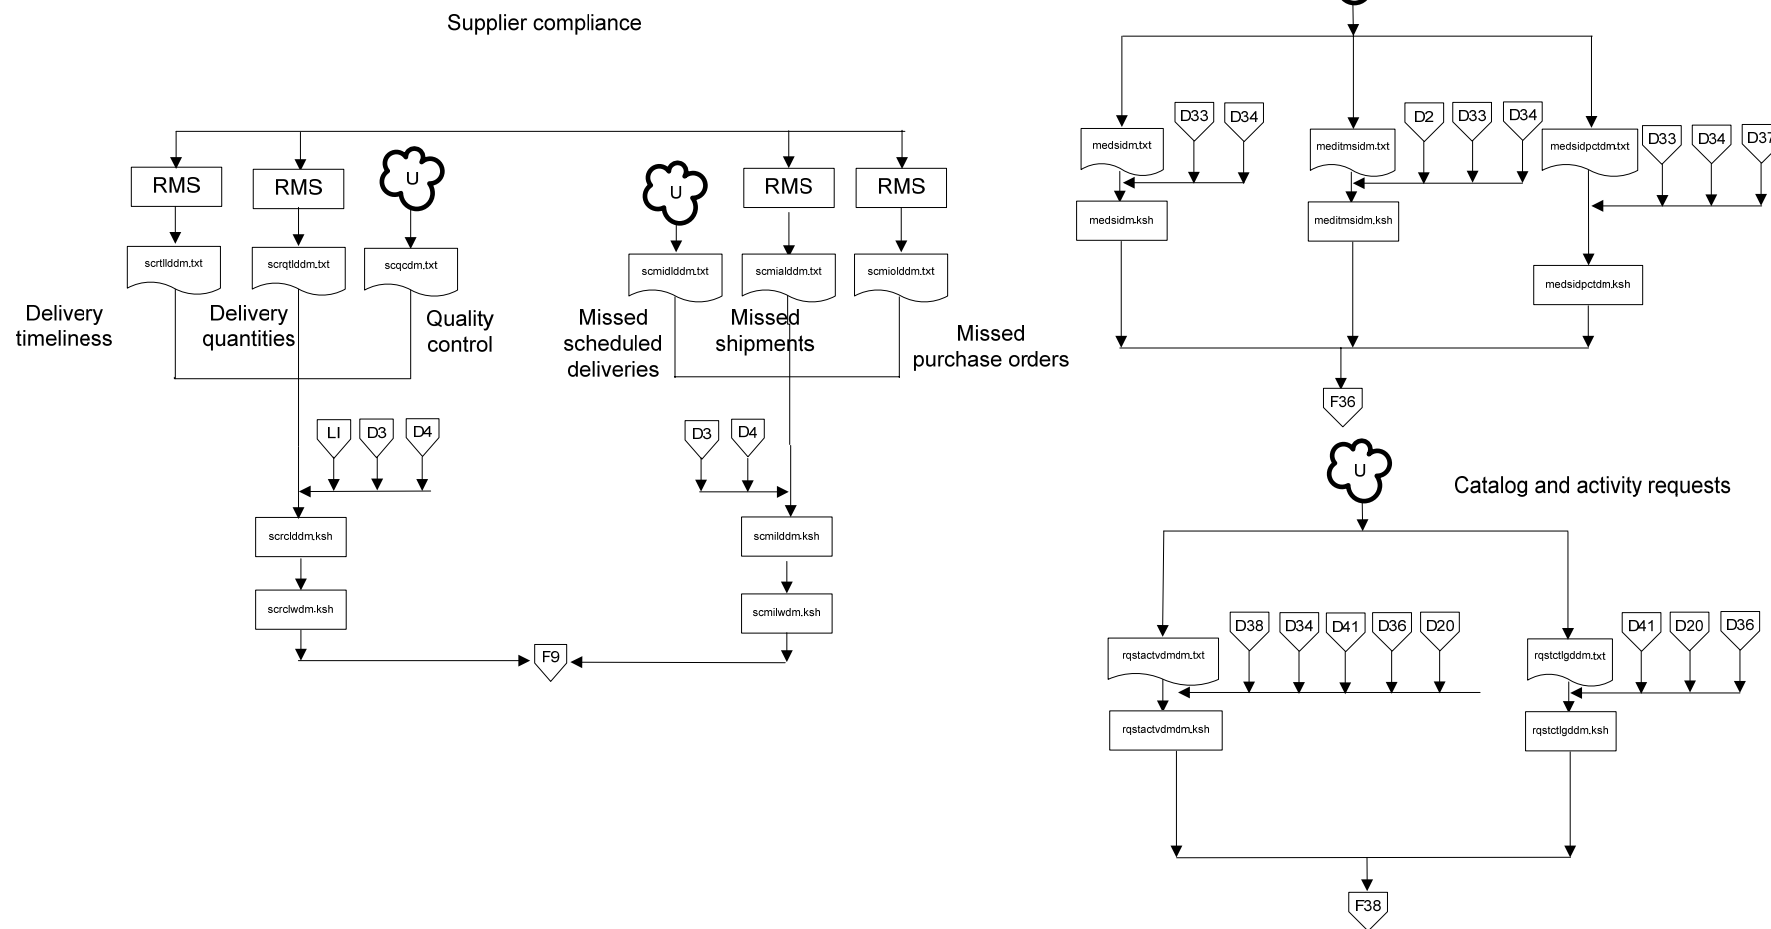 Supplier compliance
RMS
RMS
U
U
RMS
RMS
scrtllddm.txt
scrqtlddm.txt
scqcdm.txt
scmidlddm.txt
scmialddm.txt
scmiolddm.txt
Delivery
timeliness
Delivery
quantities
Quality
control
Missed
scheduled
deliveries
Missed
shipments
Missed
purchase orders
LI
D3
D4
D3
D4
scrclddm.ksh
scmilddm.ksh
scrclwdm.ksh
scmilwdm.ksh
F9
D33
D34
D2
D33
D34
D33
D34
D37
medsidm.txt
meditmsidm.txt
medsidpctdm.txt
medsidm.ksh
meditmsidm.ksh
medsidpctdm.ksh
F36
U
Catalog and activity requests
D38
D34
D41
D36
D20
D41
D20
D36
rqstactvdmdm.txt
rqstctlgddm.txt
rqstactvdmdm.ksh
rqstctlgddm.ksh
F38